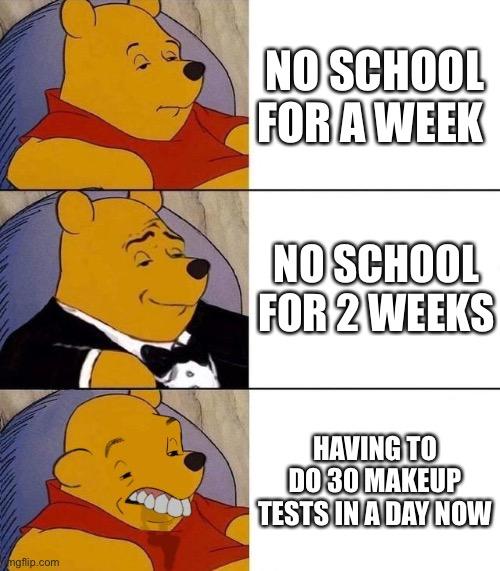 NO SCHOOL
FOR A WEEK
NO SCHOOL
FOR 2 WEEKS
HAVING TO
DO 30 MAKEUP
TESTS IN A DAY NOW
imgflip.com